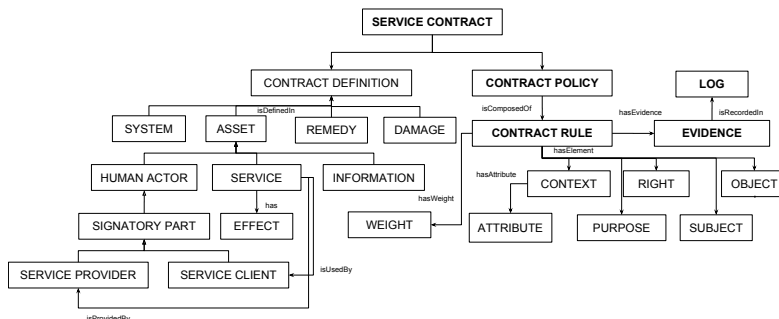 SERVICE CONTRACT
CONTRACT DEFINITION
CONTRACT POLICY
LOG
isDefinedIn
isComposedOf
hasEvidence
isRecordedIn
SYSTEM
ASSET
REMEDY
DAMAGE
CONTRACT RULE
EVIDENCE
hasElement
HUMAN ACTOR
SERVICE
INFORMATION
hasAttribute
CONTEXT
RIGHT
OBJECT
has
hasWeight
SIGNATORY PART
EFFECT
WEIGHT
ATTRIBUTE
PURPOSE
SUBJECT
SERVICE PROVIDER
SERVICE CLIENT
isUsedBy
isProvidedBy